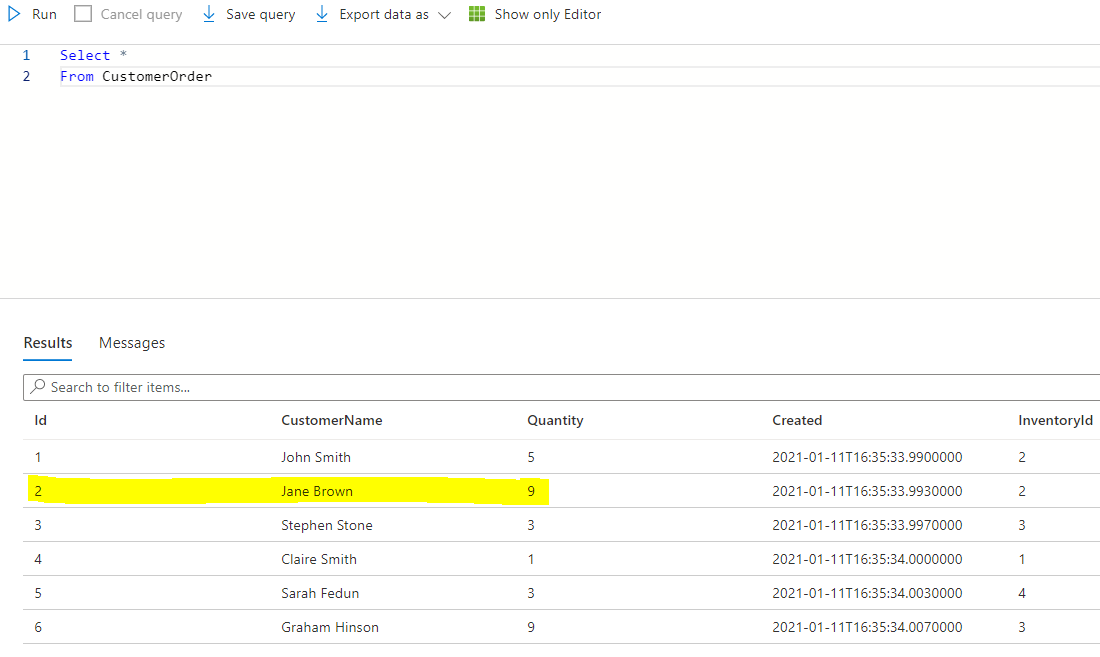 Run Cancel query Save query Export data as Show only Editor
1 Select *
2 From CustomerOrder
Results Messages
Search to filter items...
Id CustomerName Quantity Created InventoryId
1 John Smith 5 2021-01-11T16:35:33.9900000 2
2 Jane Brown 9 2021-01-11T16:35:33.9930000 2
3 Stephen Stone 3 2021-01-11T16:35:33.9970000 3
4 Claire Smith 1 2021-01-11T16:35:34.0000000 1
5 Sarah Fedun 3 2021-01-11T16:35:34.0030000 4
6 Graham Hinson 9 2021-01-11T16:35:34.0070000 3